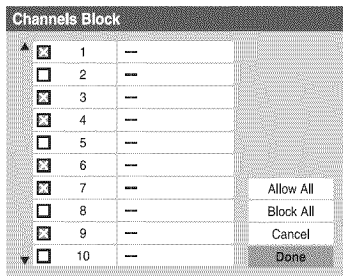 Channels Block
1 --
2 --
3 --
4 --
5 --
6 --
7 --
8 --
9 --
10 --
Allow All
Block All
Cancel
Done